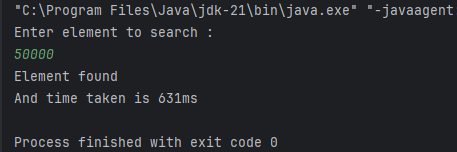 "C:\Program Files\Java\jdk-21\bin\java.exe" "-javaagent
Enter element to search :
50000
Element found
And time taken is 631ms
Process finished with exit code 0